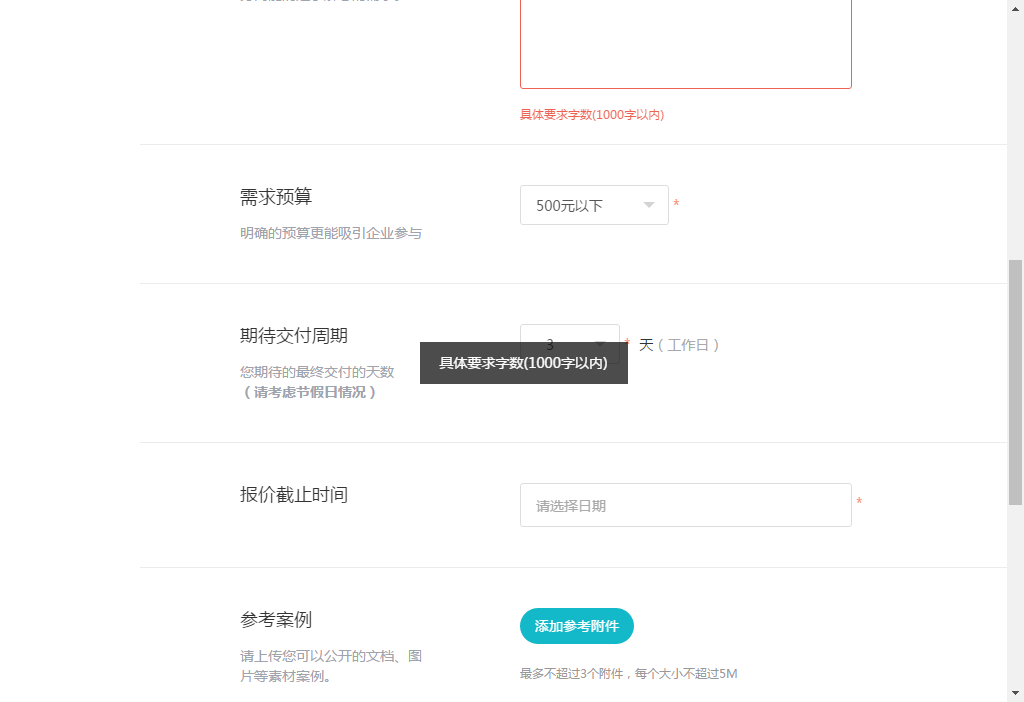 具体要求字数(1000字以内)
需求预算
500元以下 *
明确的预算更能吸引企业参与
期待交付周期
3 * 天（工作日）
具体要求字数(1000字以内)
您期待的最终交付的天数
（请考虑节假日情况）
报价截止时间
请选择日期 *
参考案例
添加参考附件
请上传您可以公开的文档、图
片等素材案例。
最多不超过3个附件，每个大小不超过5M